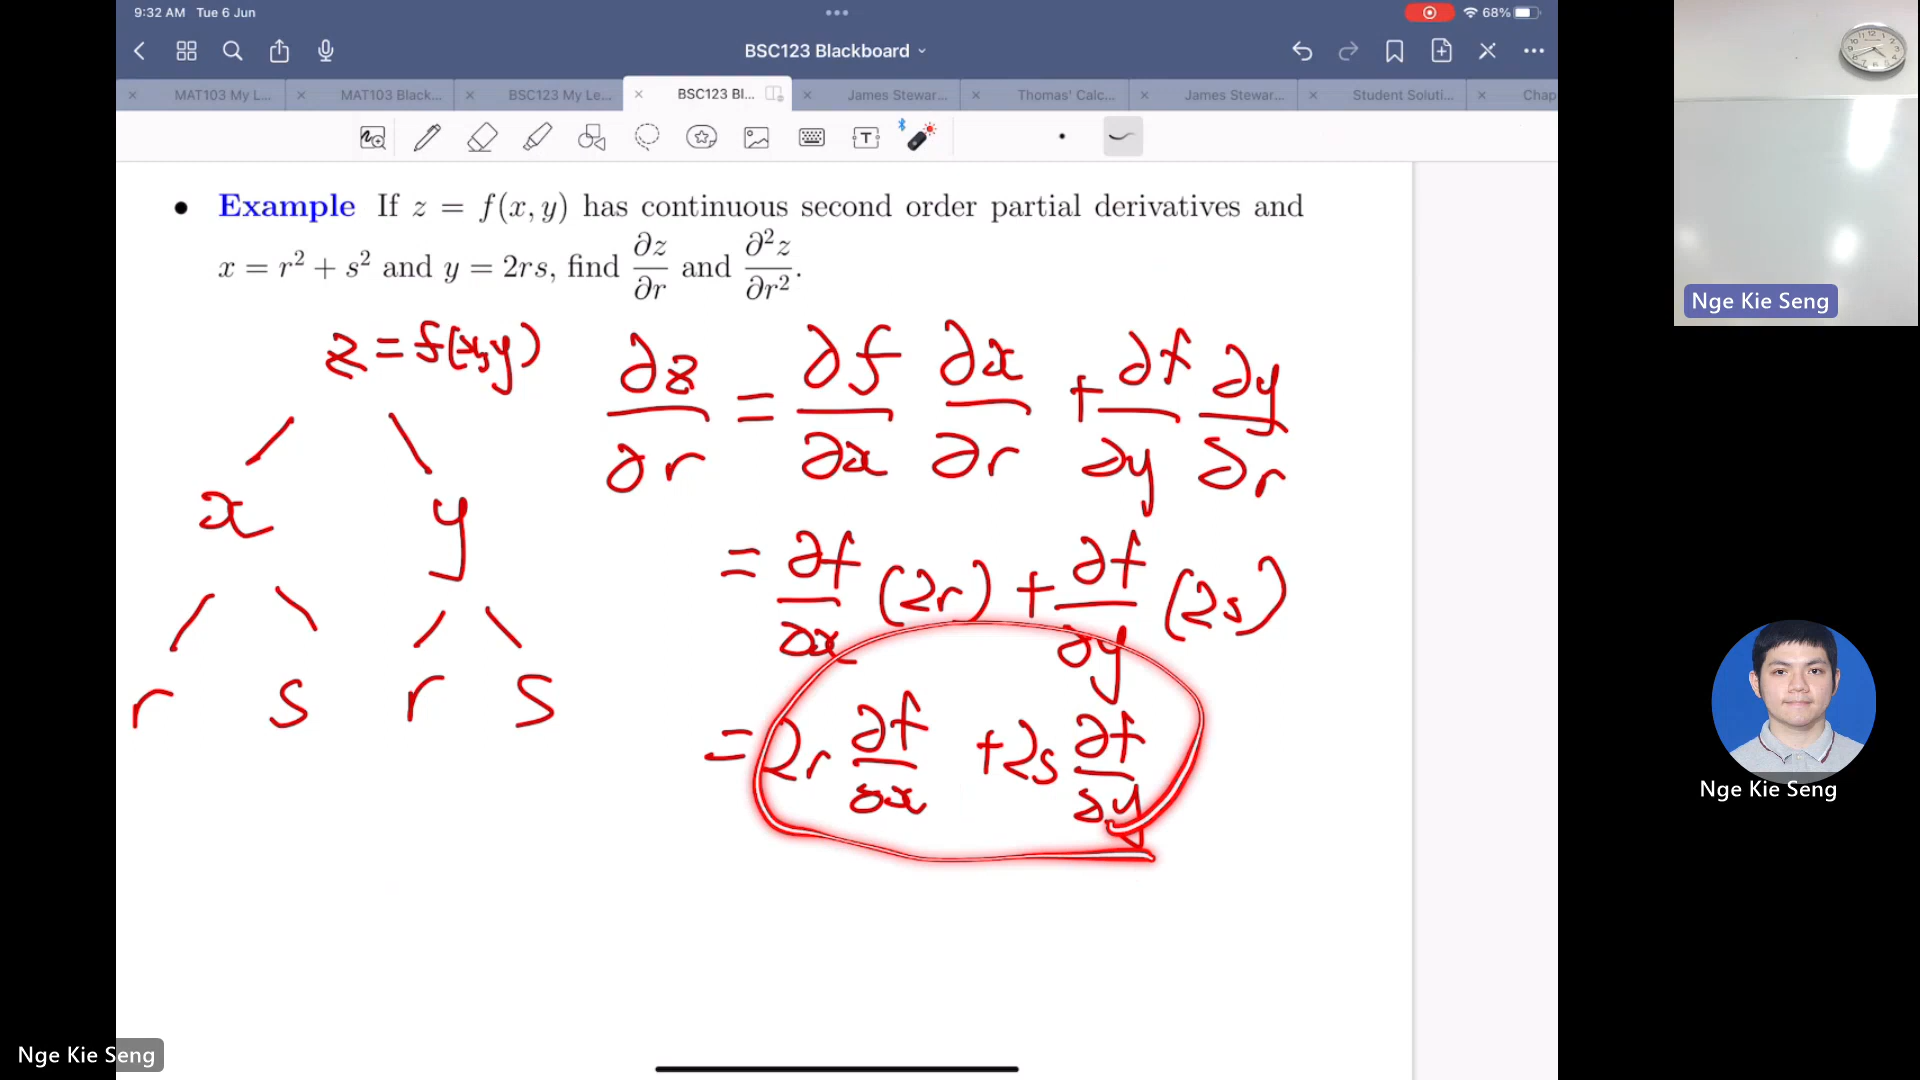 9:32 AM Tue 6 Jun
68%
BSC123 Blackboard
MAT103 My L...
MAT103 Black...
BSC123 My Le...
BSC123 Bl...
James Stewar...
Thomas' Calc...
James Stewar...
Student Soluti...
Chap
• Example If z = f(x, y) has continuous second order partial derivatives and
x = r² + s² and y = 2rs, find ∂z/∂r and ∂²z/∂r².
z = f(x,y)
x y
r s r s
∂z/∂r = ∂f/∂x ∂x/∂r + ∂f/∂y ∂y/∂r
= ∂f/∂x (2r) + ∂f/∂y (2s)
= 2r ∂f/∂x + 2s ∂f/∂y
Nge Kie Seng
Nge Kie Seng
Nge Kie Seng